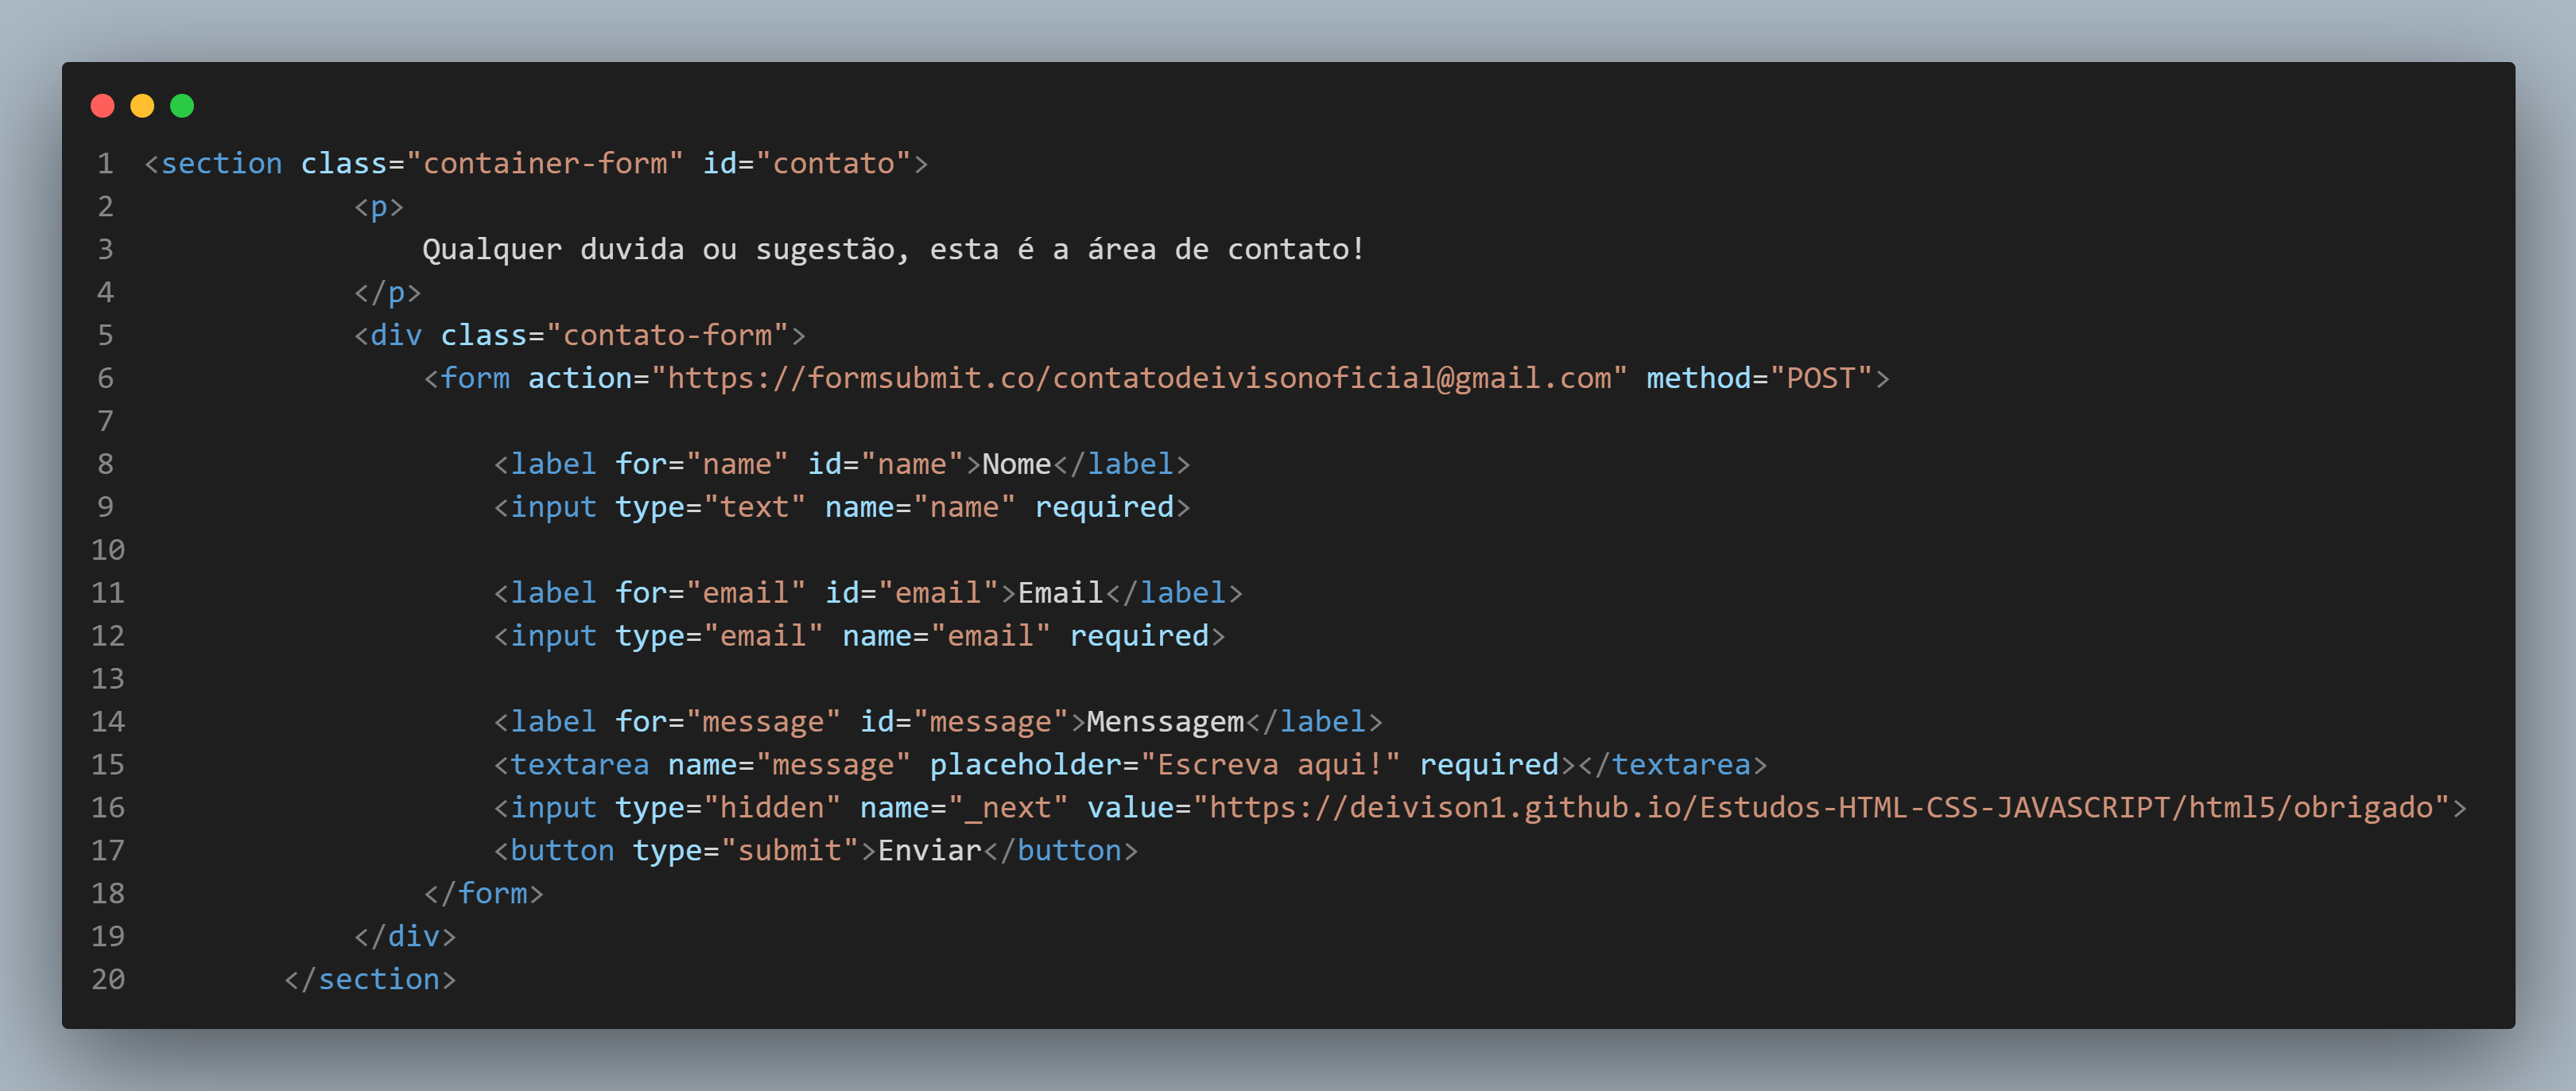 1 <section class="container-form" id="contato">
2 <p>
3 Qualquer duvida ou sugestão, esta é a área de contato!
4 </p>
5 <div class="contato-form">
6 <form action="https://formsubmit.co/contatodeivisonoficial@gmail.com" method="POST">
7
8 <label for="name" id="name">Nome</label>
9 <input type="text" name="name" required>
10
11 <label for="email" id="email">Email</label>
12 <input type="email" name="email" required>
13
14 <label for="message" id="message">Menssagem</label>
15 <textarea name="message" placeholder="Escreva aqui!" required></textarea>
16 <input type="hidden" name="_next" value="https://deivison1.github.io/Estudos-HTML-CSS-JAVASCRIPT/html5/obrigado">
17 <button type="submit">Enviar</button>
18 </form>
19 </div>
20 </section>